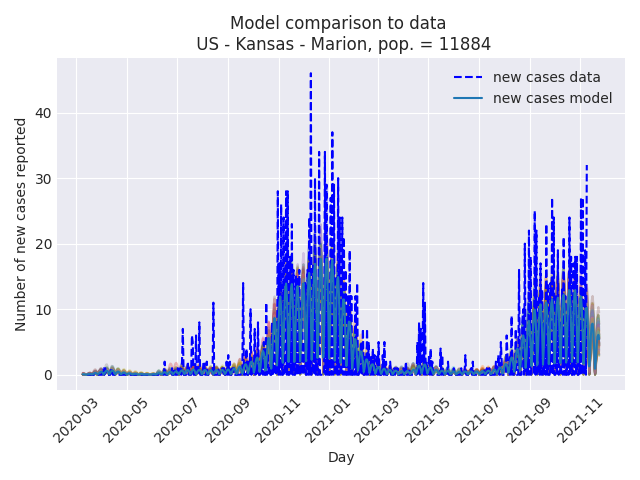 Model comparison to data
US - Kansas - Marion, pop. = 11884
new cases data
new cases model
Number of new cases reported
40
30
20
10
0
2020-03
2020-05
2020-07
2020-09
2020-11
2021-01
2021-03
2021-05
2021-07
2021-09
2021-11
Day